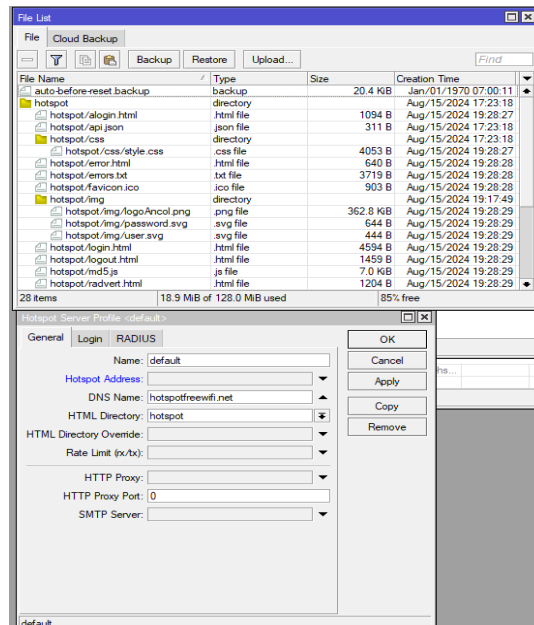 File List
File Cloud Backup
Backup Restore Upload... Find
File Name / Type Size Creation Time
auto-before-reset.backup backup 20.4 KiB Jan/01/1970 07:00:11
hotspot directory Aug/15/2024 17:23:18
hotspot/alogin.html .html file 1094 B Aug/15/2024 19:28:27
hotspot/api.json .json file 311 B Aug/15/2024 17:23:18
hotspot/css directory Aug/15/2024 17:23:18
hotspot/css/style.css .css file 4053 B Aug/15/2024 19:28:27
hotspot/error.html .html file 640 B Aug/15/2024 19:28:28
hotspot/errors.txt .txt file 3719 B Aug/15/2024 19:28:28
hotspot/favicon.ico .ico file 903 B Aug/15/2024 19:28:28
hotspot/img directory Aug/15/2024 19:17:49
hotspot/img/logoAncol.png .png file 362.8 KiB Aug/15/2024 19:28:29
hotspot/img/password.svg .svg file 644 B Aug/15/2024 19:28:29
hotspot/img/user.svg .svg file 444 B Aug/15/2024 19:28:29
hotspot/login.html .html file 4594 B Aug/15/2024 19:28:29
hotspot/logout.html .html file 1459 B Aug/15/2024 19:28:29
hotspot/md5.js .js file 7.0 KiB Aug/15/2024 19:28:29
hotspot/radvert.html .html file 1204 B Aug/15/2024 19:28:29
28 items 18.9 MiB of 128.0 MiB used 85% free
Hotspot Server Profile <default>
General Login RADIUS
OK
Cancel
Apply
Copy
Remove
Name: default
Hotspot Address:
DNS Name: hotspotfreewifi.net
HTML Directory: hotspot
HTML Directory Override:
Rate Limit (rx/tx):
HTTP Proxy:
HTTP Proxy Port: 0
SMTP Server:
default